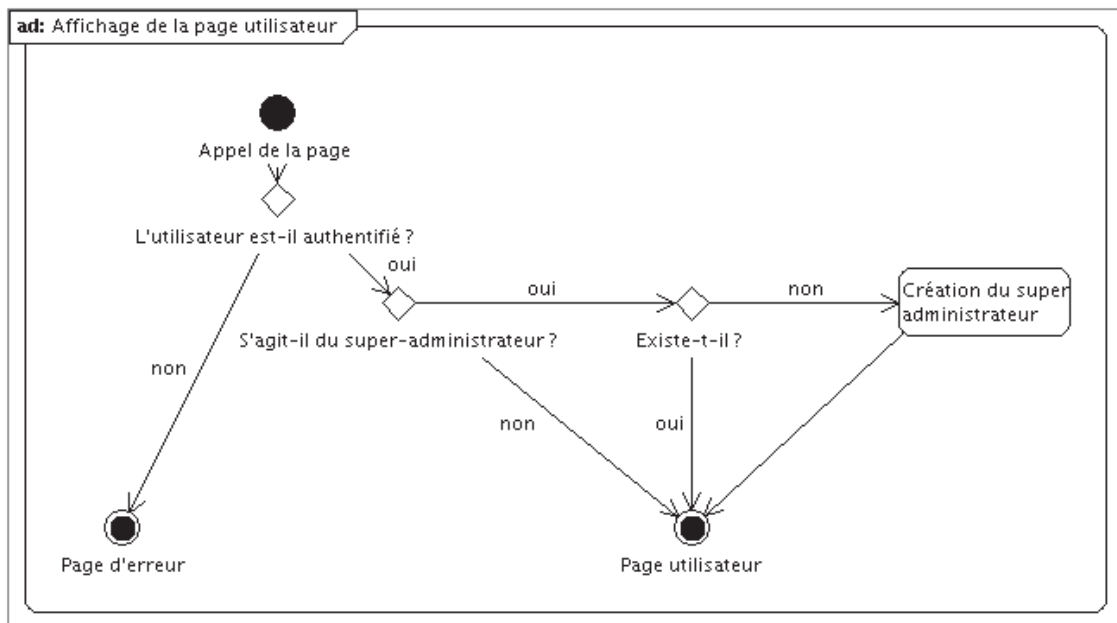 ad: Affichage de la page utilisateur
Appel de la page
L'utilisateur est-il authentifié ?
oui
oui
non
Création du super
administrateur
S'agit-il du super-administrateur ?
Existe-t-il ?
non
non
oui
Page d'erreur
Page utilisateur